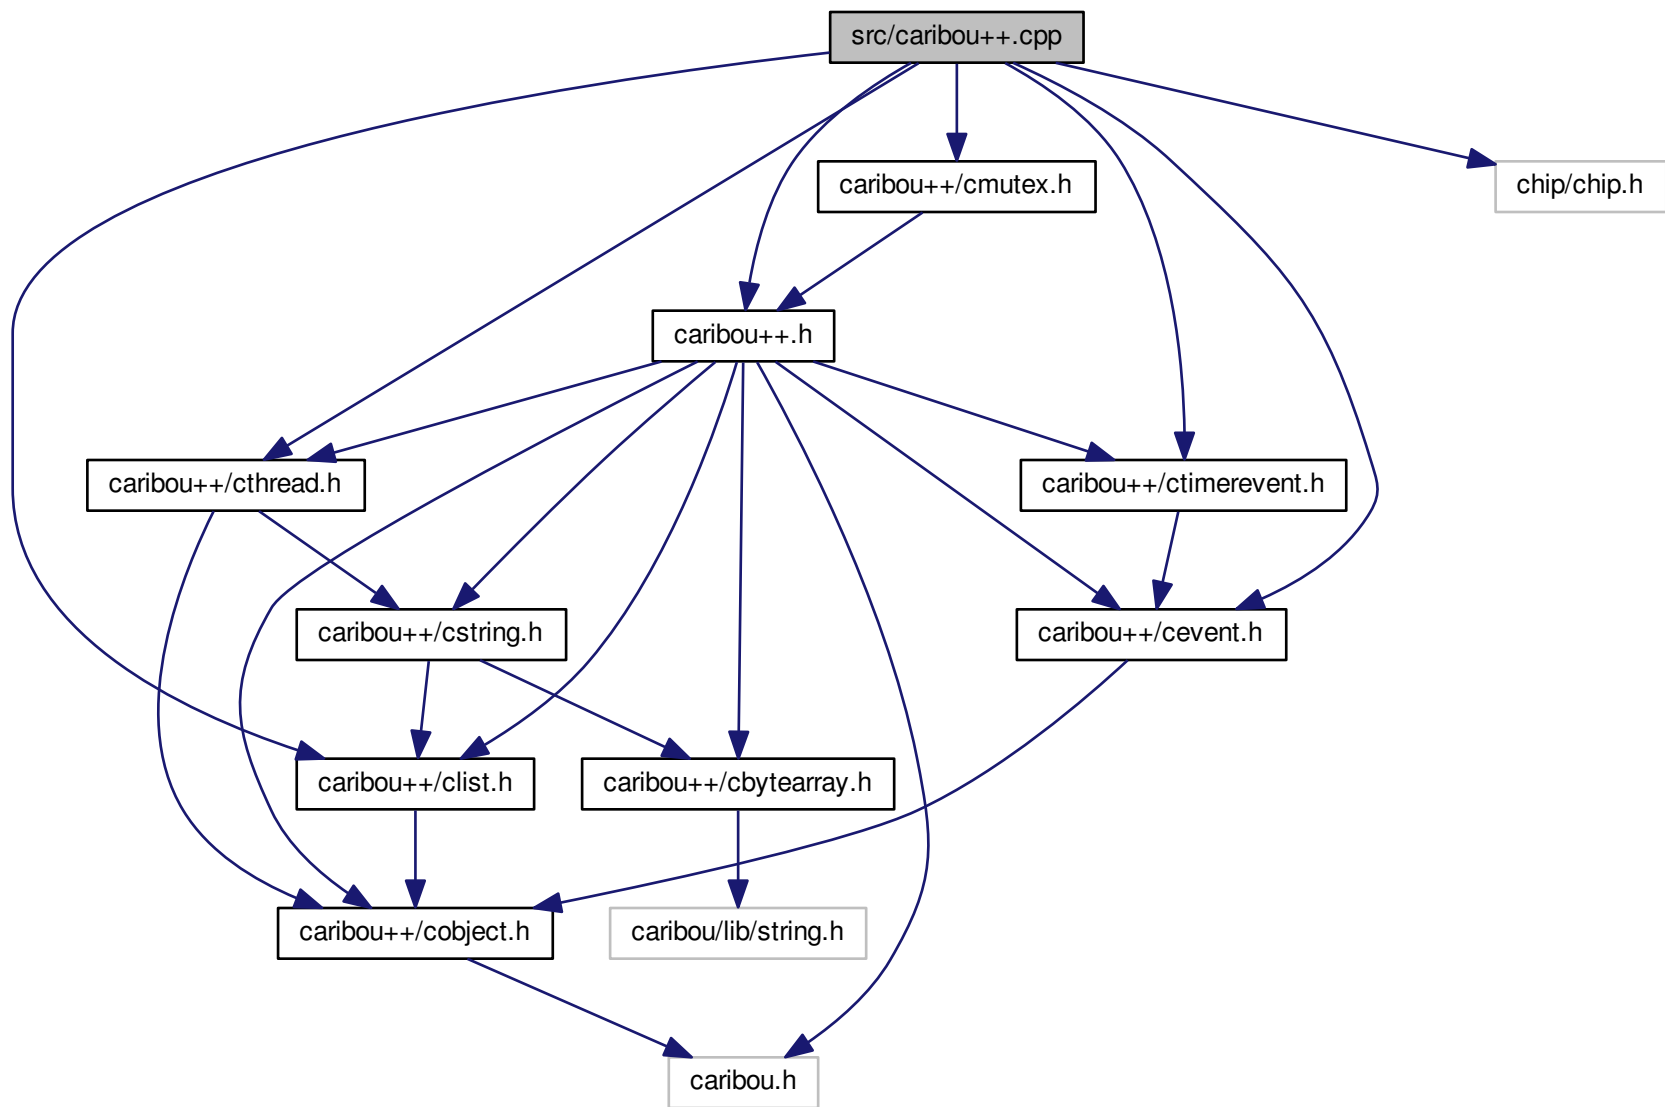 src/caribou++.cpp
caribou++/cmutex.h
chip/chip.h
caribou++.h
caribou++/cthread.h
caribou++/ctimerevent.h
caribou++/cstring.h
caribou++/cevent.h
caribou++/clist.h
caribou++/cbytearray.h
caribou++/cobject.h
caribou/lib/string.h
caribou.h